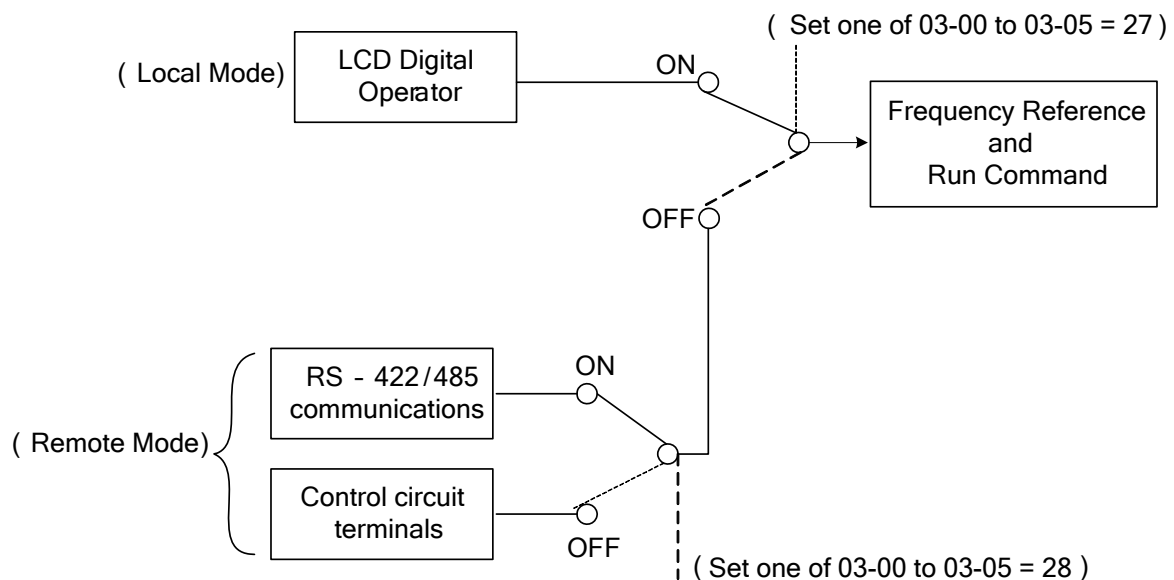 ( Set one of 03-00 to 03-05 = 27 )
( Local Mode)
LCD Digital
Operator
ON
Frequency Reference
and
Run Command
OFF
( Remote Mode)
RS - 422/485
communications
ON
Control circuit
terminals
OFF
( Set one of 03-00 to 03-05 = 28 )